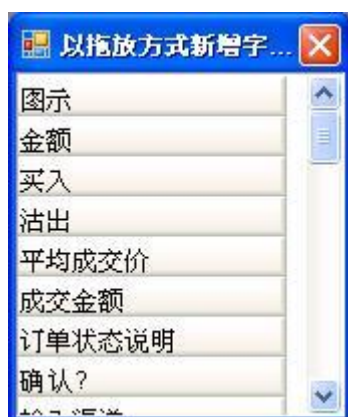 以拖放方式新增字...
图示
金额
买入
沽出
平均成交价
成交金额
订单状态说明
确认?